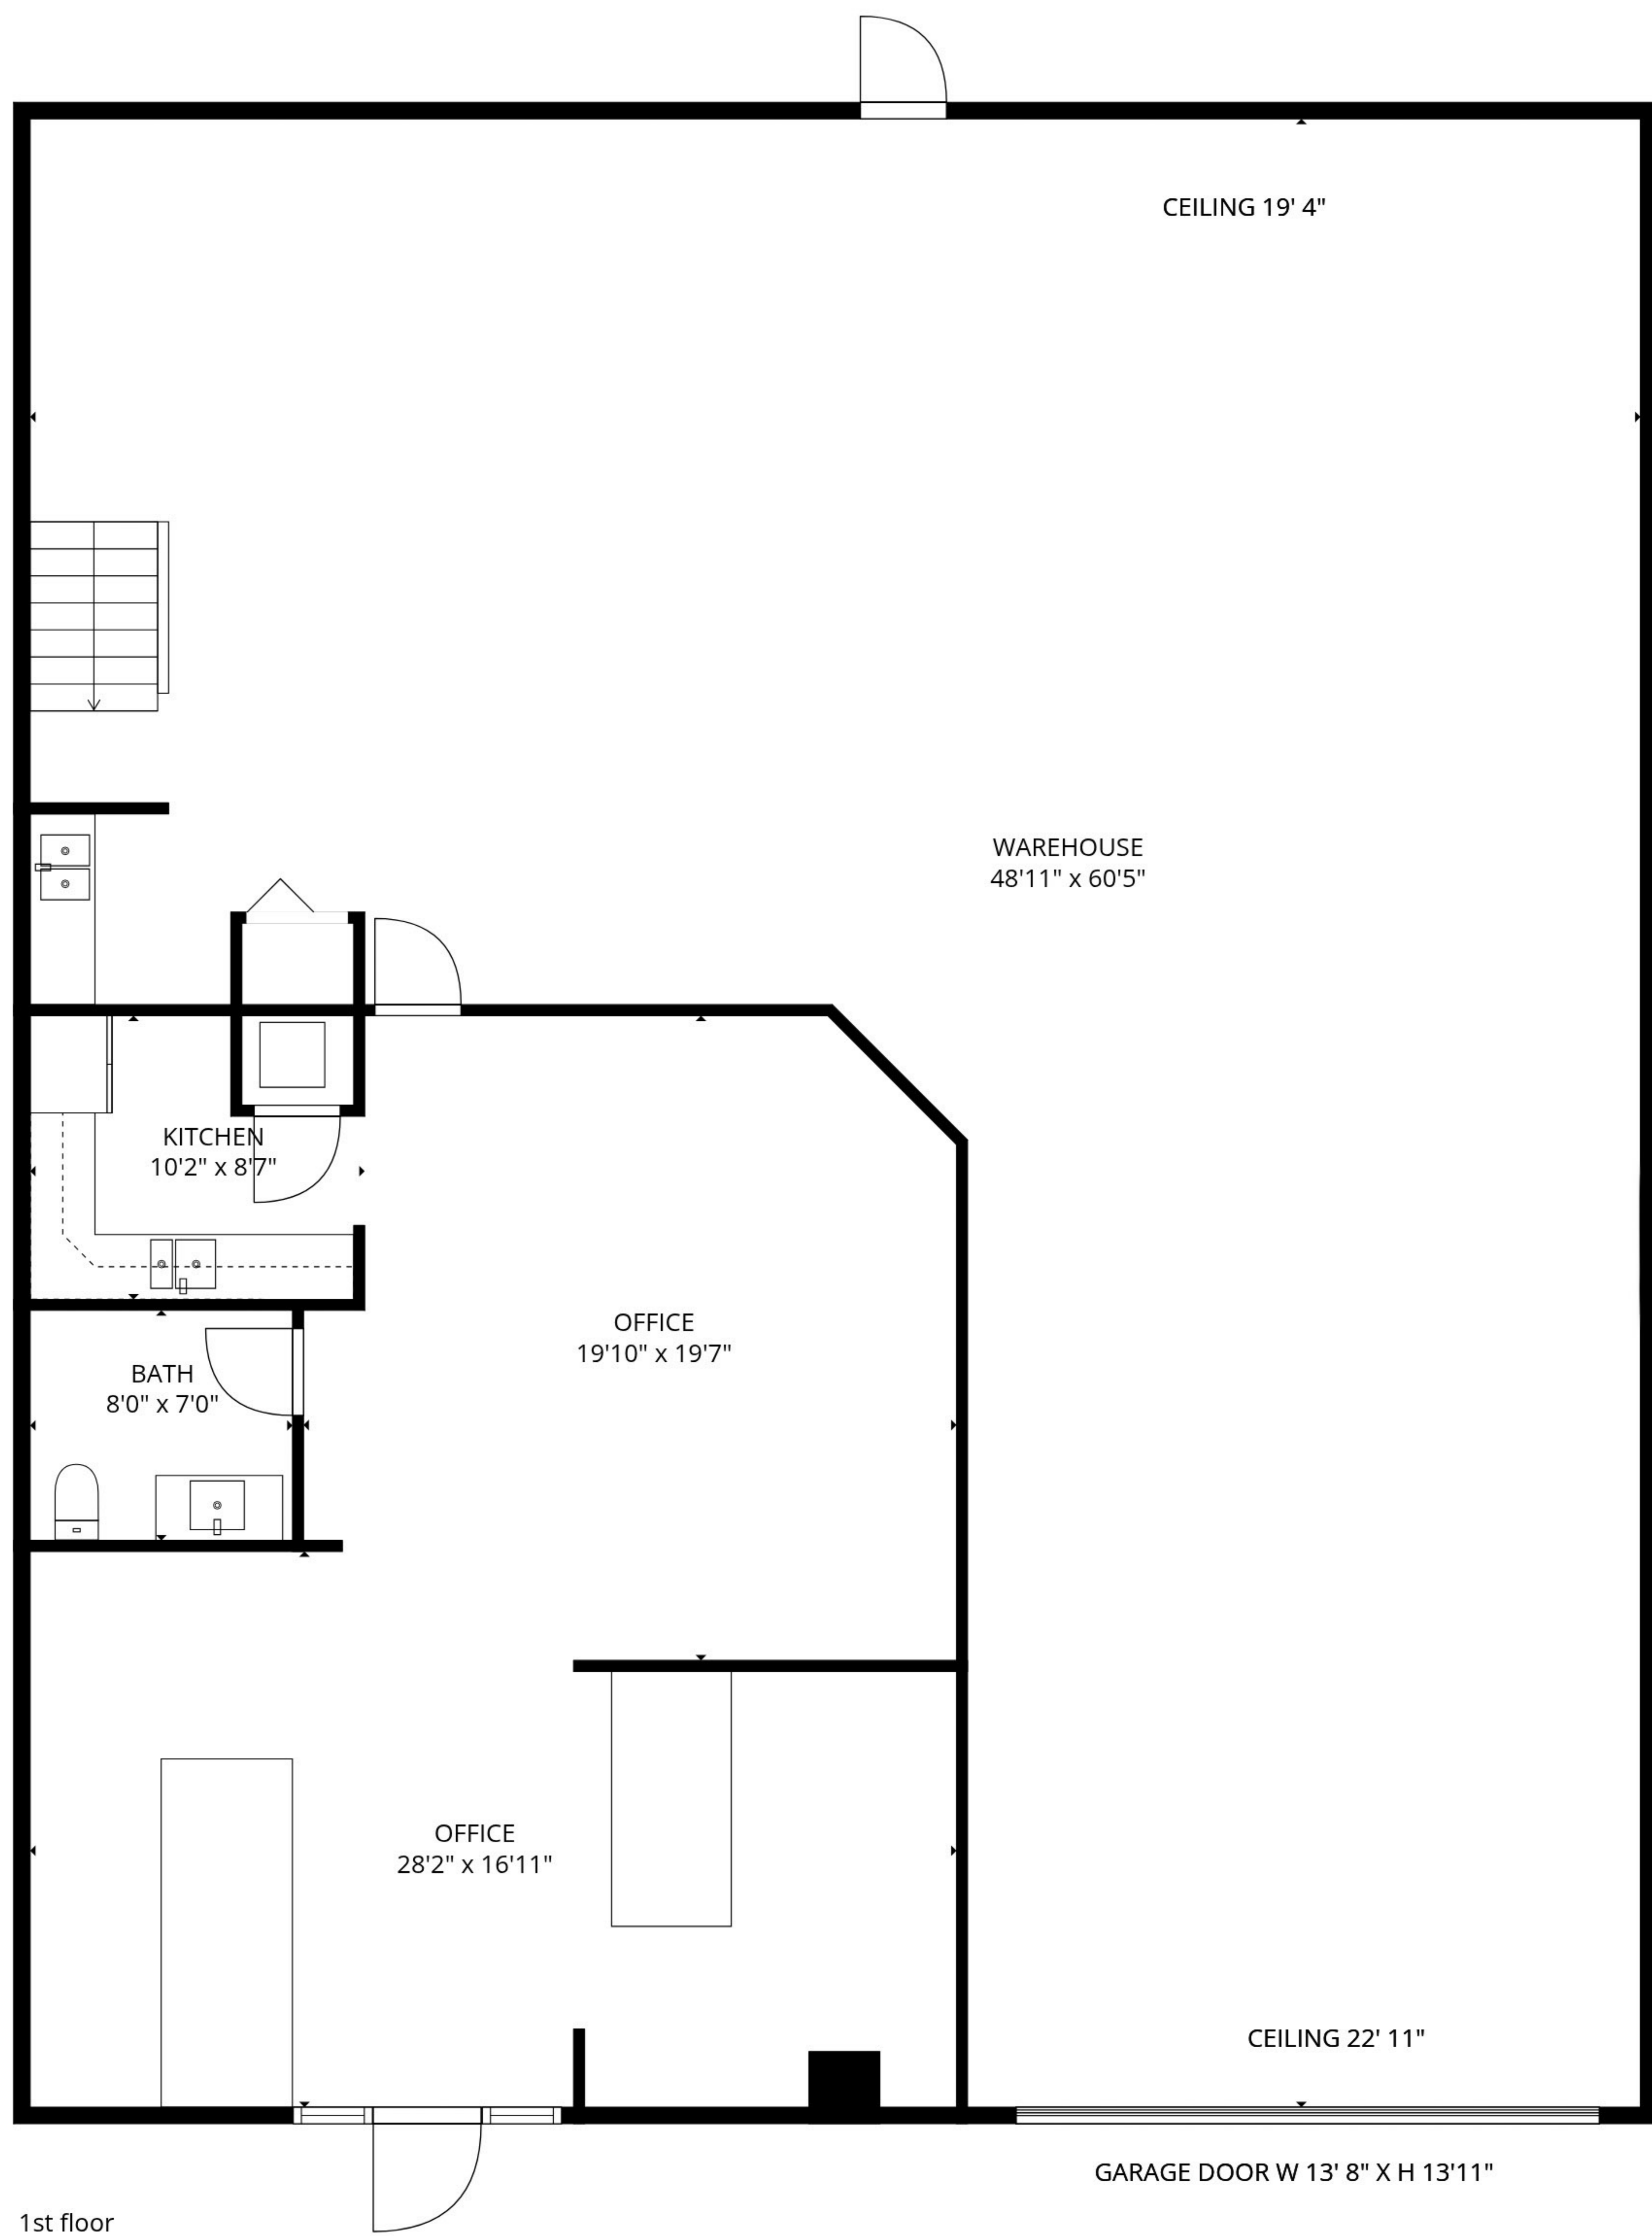 CEILING 19' 4"
WAREHOUSE
48'11" x 60'5"
KITCHEN
10'2" x 8'7"
OFFICE
19'10" x 19'7"
BATH
8'0" x 7'0"
OFFICE
28'2" x 16'11"
CEILING 22' 11"
GARAGE DOOR W 13' 8" X H 13'11"
1st floor